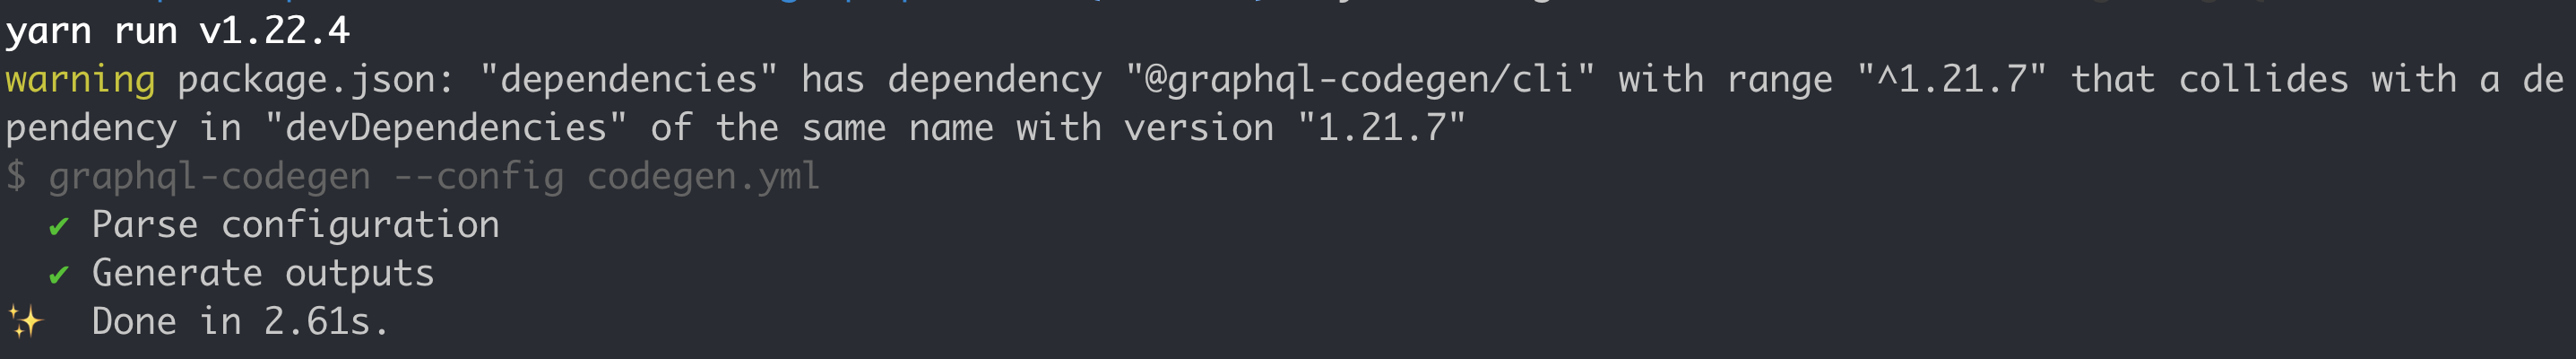 yarn run v1.22.4
warning package.json: "dependencies" has dependency "@graphql-codegen/cli" with range "^1.21.7" that collides with a de
pendency in "devDependencies" of the same name with version "1.21.7"
$ graphql-codegen --config codegen.yml
✔ Parse configuration
✔ Generate outputs
✨ Done in 2.61s.